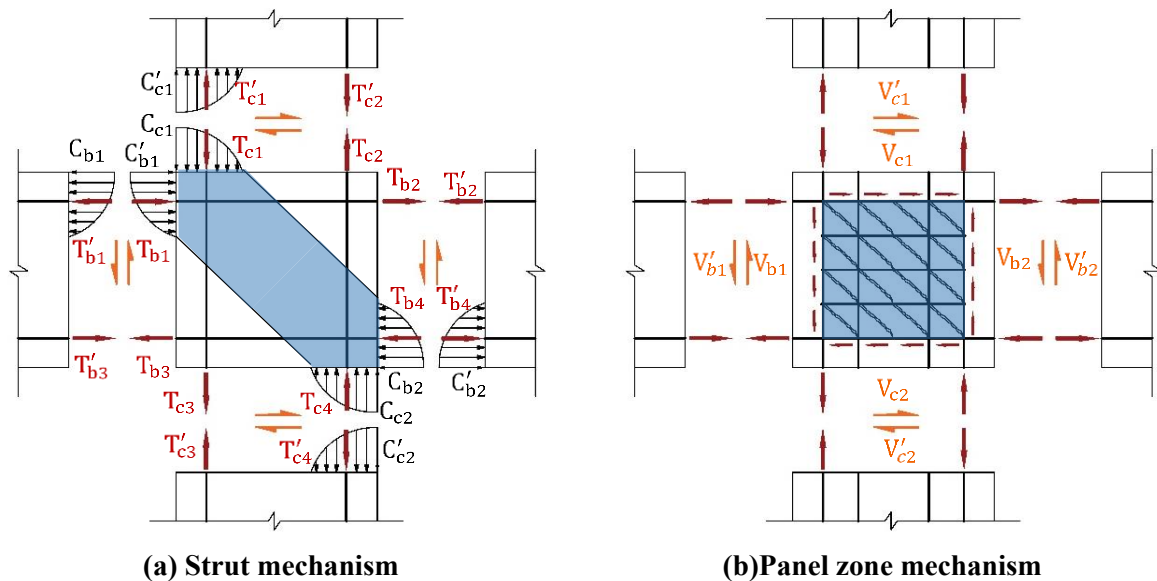 C′c1
T′c1
T′c2
Cc1
Tc1
Tc2
Cb1
C′b1
Tb2
T′b2
T′b1
Tb1
Tb4
T′b4
T′b3
Tb3
Cb2
C′b2
Tc3
Tc4
Cc2
T′c3
T′c4
C′c2
(a) Strut mechanism
V′c1
Vc1
V′b1
Vb1
Vb2
V′b2
Vc2
V′c2
(b)Panel zone mechanism